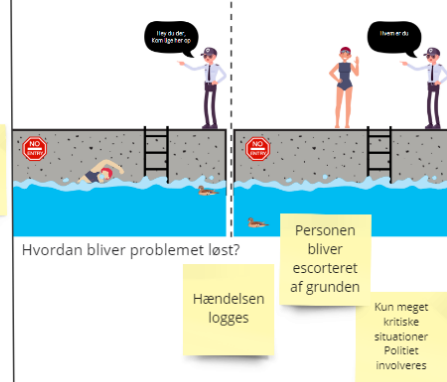 Hey du der,
Kom lige her op
Hvem er du
NO
ENTRY
NO
ENTRY
Hvordan bliver problemet løst?
Personen
bliver
escorteret
af grunden
Hændelsen
logges
Kun meget
kritiske
situationer
Politiet
involveres